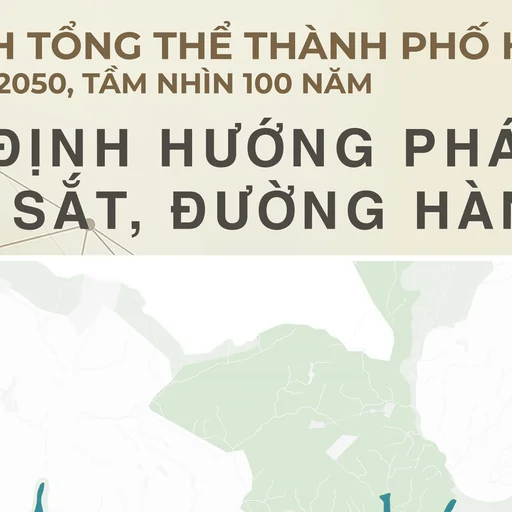 H TỔNG THỂ THÀNH PHỐ H
2050, TẦM NHÌN 100 NĂM
ĐỊNH HƯỚNG PHÁ
SẮT, ĐƯỜNG HÀN